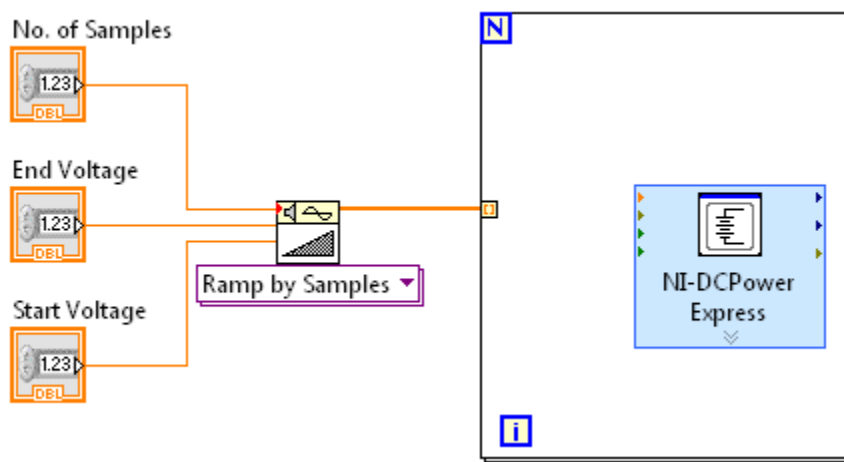 No. of Samples
1.23
DBL
End Voltage
1.23
DBL
Start Voltage
1.23
DBL
Ramp by Samples
N
NI-DCPower
Express
i